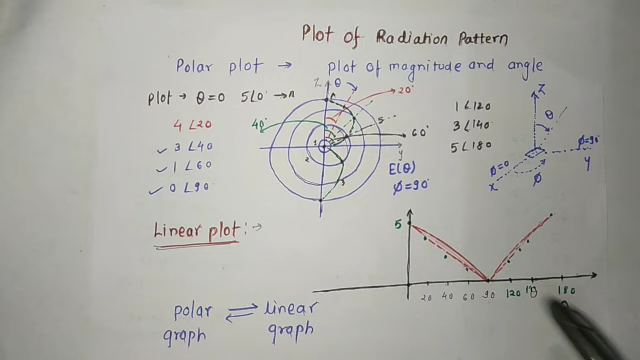 Plot of Radiation Pattern
Polar plot → plot of magnitude and angle
plot → θ=0 5∠0° → A
4 ∠20
✓ 3 ∠40
✓ 1 ∠60
✓ 0 ∠90
Z θ
A
20°
40°
5
60°
1
2
3
y
E(θ)
ϕ=90°
1 ∠120
3 ∠140
5 ∠180
Z
θ
ϕ=90°
ϕ=0°
y
x
ϕ
Linear plot :→
5
20 40 60 90 120 180
polar ⇌ linear
graph graph